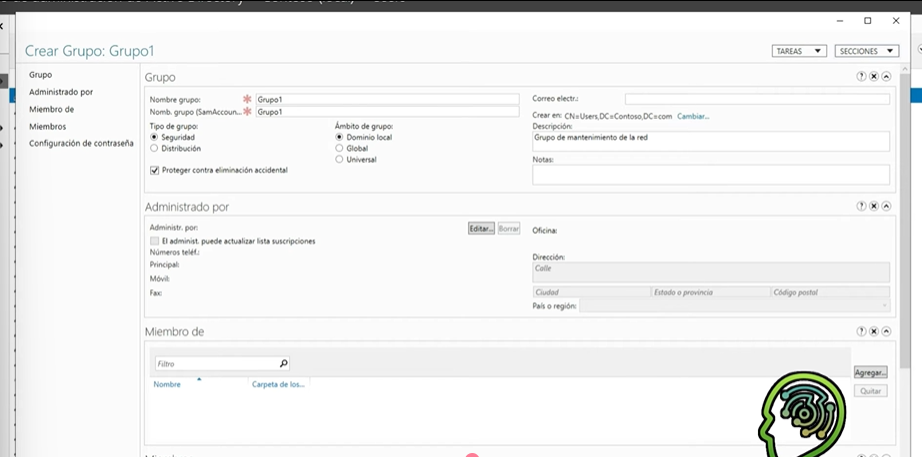 Crear Grupo: Grupo1
TAREAS
SECCIONES
Grupo
Administrado por
Miembro de
Miembros
Configuración de contraseña
Grupo
Nombre grupo:
Grupo1
Nomb. grupo (SamAccoun...
Grupo1
Tipo de grupo:
Seguridad
Distribución
Ámbito de grupo:
Dominio local
Global
Universal
Proteger contra eliminación accidental
Correo electr.:
Crear en: CN=Users,DC=Contoso,DC=com Cambiar...
Descripción:
Grupo de mantenimiento de la red
Notas:
Administrado por
Administr. por:
Editar...
Borrar
El administ. puede actualizar lista suscripciones
Números teléf.:
Principal:
Móvil:
Fax:
Oficina:
Dirección:
Calle
Ciudad
Estado o provincia
Código postal
País o región:
Miembro de
Filtro
Nombre
Carpeta de los...
Agregar...
Quitar